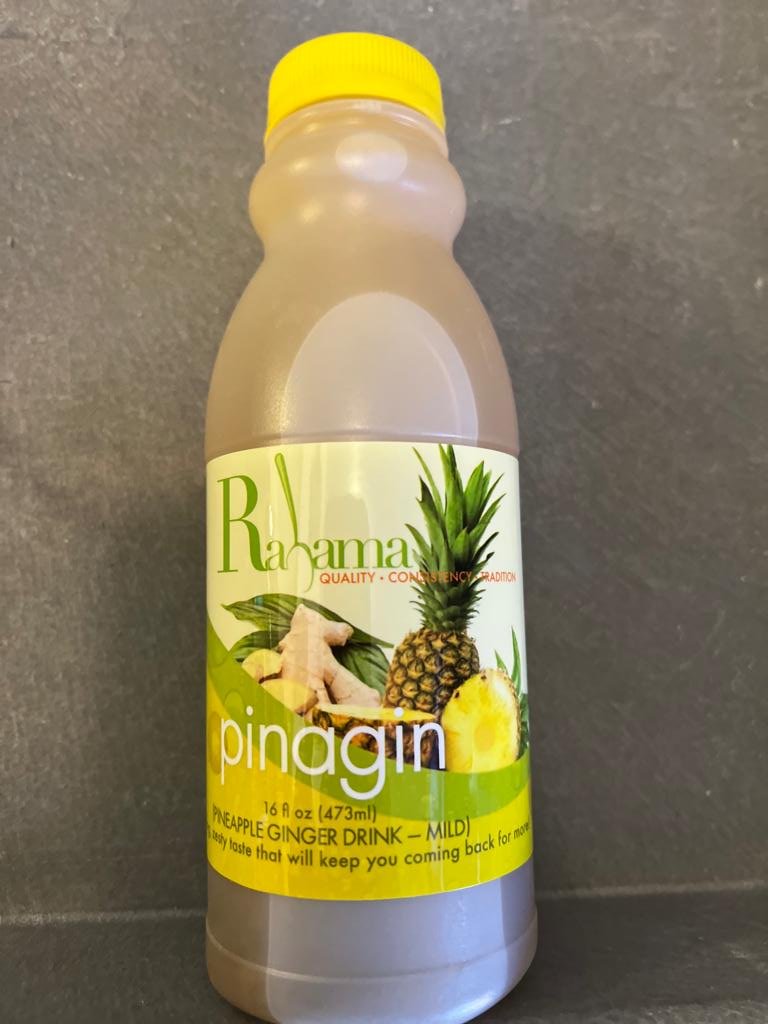 Rahama
QUALITY • CONSISTENCY • TRADITION
pinagin
16 fl oz (473ml)
(PINEAPPLE GINGER DRINK – MILD)
zesty taste that will keep you coming back for more